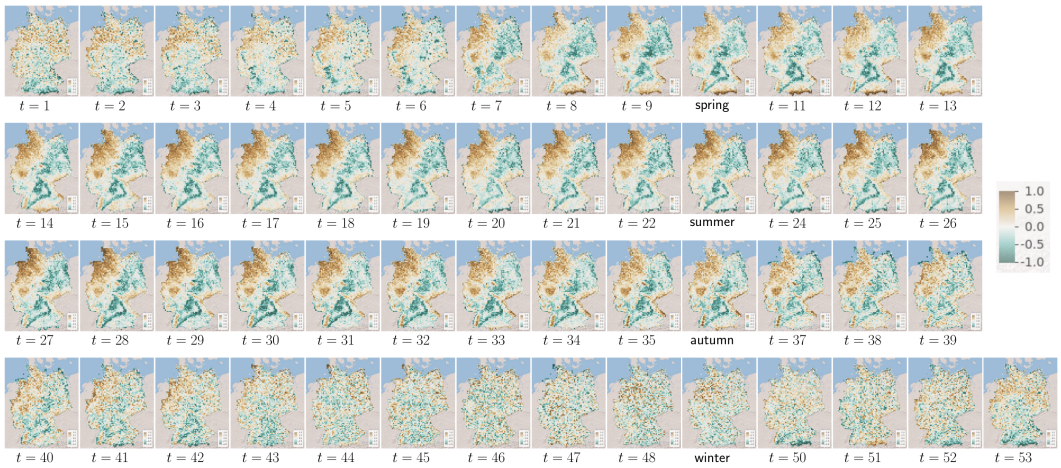 t = 1 t = 2 t = 3 t = 4 t = 5 t = 6 t = 7 t = 8 t = 9 spring t = 11 t = 12 t = 13
t = 14 t = 15 t = 16 t = 17 t = 18 t = 19 t = 20 t = 21 t = 22 summer t = 24 t = 25 t = 26
1.0
0.5
0.0
-0.5
-1.0
t = 27 t = 28 t = 29 t = 30 t = 31 t = 32 t = 33 t = 34 t = 35 autumn t = 37 t = 38 t = 39
t = 40 t = 41 t = 42 t = 43 t = 44 t = 45 t = 46 t = 47 t = 48 winter t = 50 t = 51 t = 52 t = 53